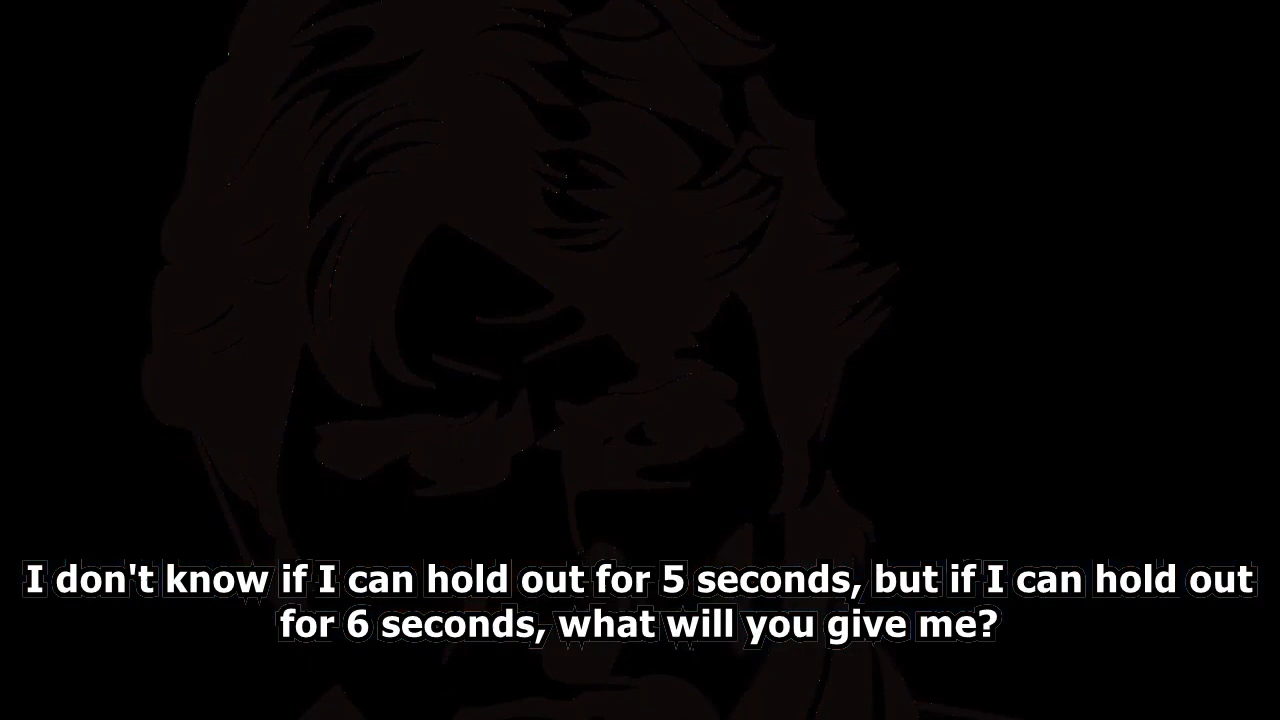 I don't know if I can hold out for 5 seconds, but if I can hold out
for 6 seconds, what will you give me?